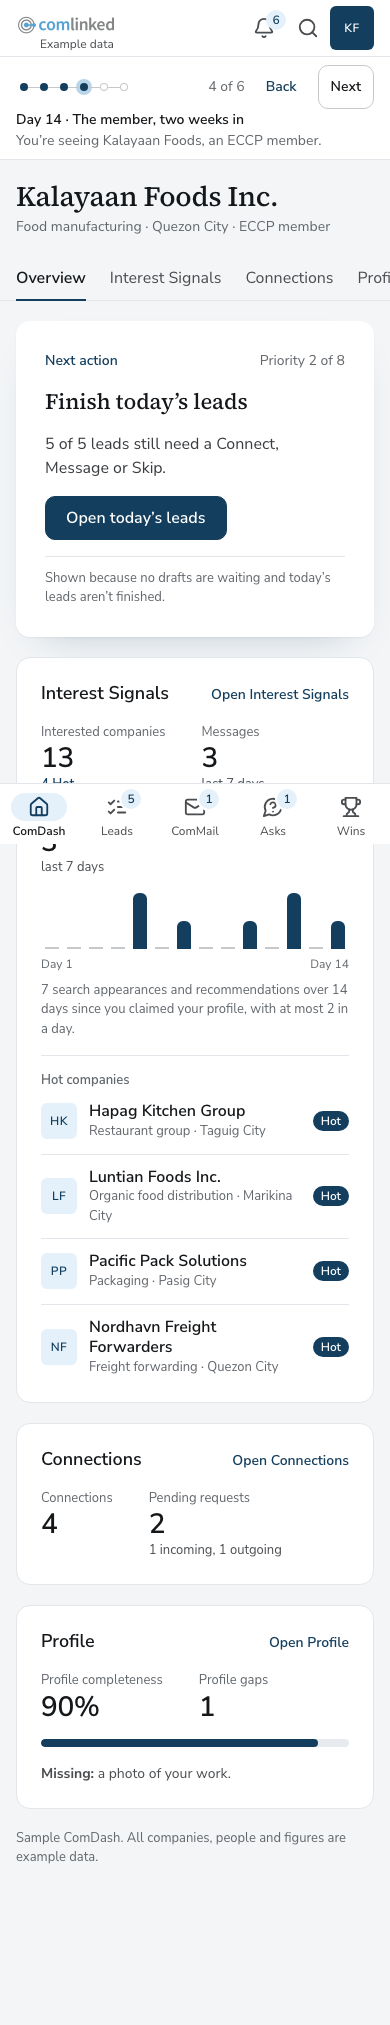 comlinked
Example data
6
KF
4 of 6
Back
Next
Day 14 · The member, two weeks in
You’re seeing Kalayaan Foods, an ECCP member.
Kalayaan Foods Inc.
Food manufacturing · Quezon City · ECCP member
Overview
Interest Signals
Connections
Profi
Next action
Priority 2 of 8
Finish today’s leads
5 of 5 leads still need a Connect,
Message or Skip.
Open today’s leads
Shown because no drafts are waiting and today’s
leads aren’t finished.
Interest Signals
Open Interest Signals
Interested companies
Messages
13
3
4 Hot
last 7 days
5
1
1
ComDash
Leads
ComMail
Asks
Wins
last 7 days
Day 1
Day 14
7 search appearances and recommendations over 14
days since you claimed your profile, with at most 2 in
a day.
Hot companies
HK
Hapag Kitchen Group
Restaurant group · Taguig City
Hot
LF
Luntian Foods Inc.
Organic food distribution · Marikina
City
Hot
PP
Pacific Pack Solutions
Packaging · Pasig City
Hot
NF
Nordhavn Freight
Forwarders
Freight forwarding · Quezon City
Hot
Connections
Open Connections
Connections
Pending requests
4
2
1 incoming, 1 outgoing
Profile
Open Profile
Profile completeness
Profile gaps
90%
1
Missing: a photo of your work.
Sample ComDash. All companies, people and figures are
example data.